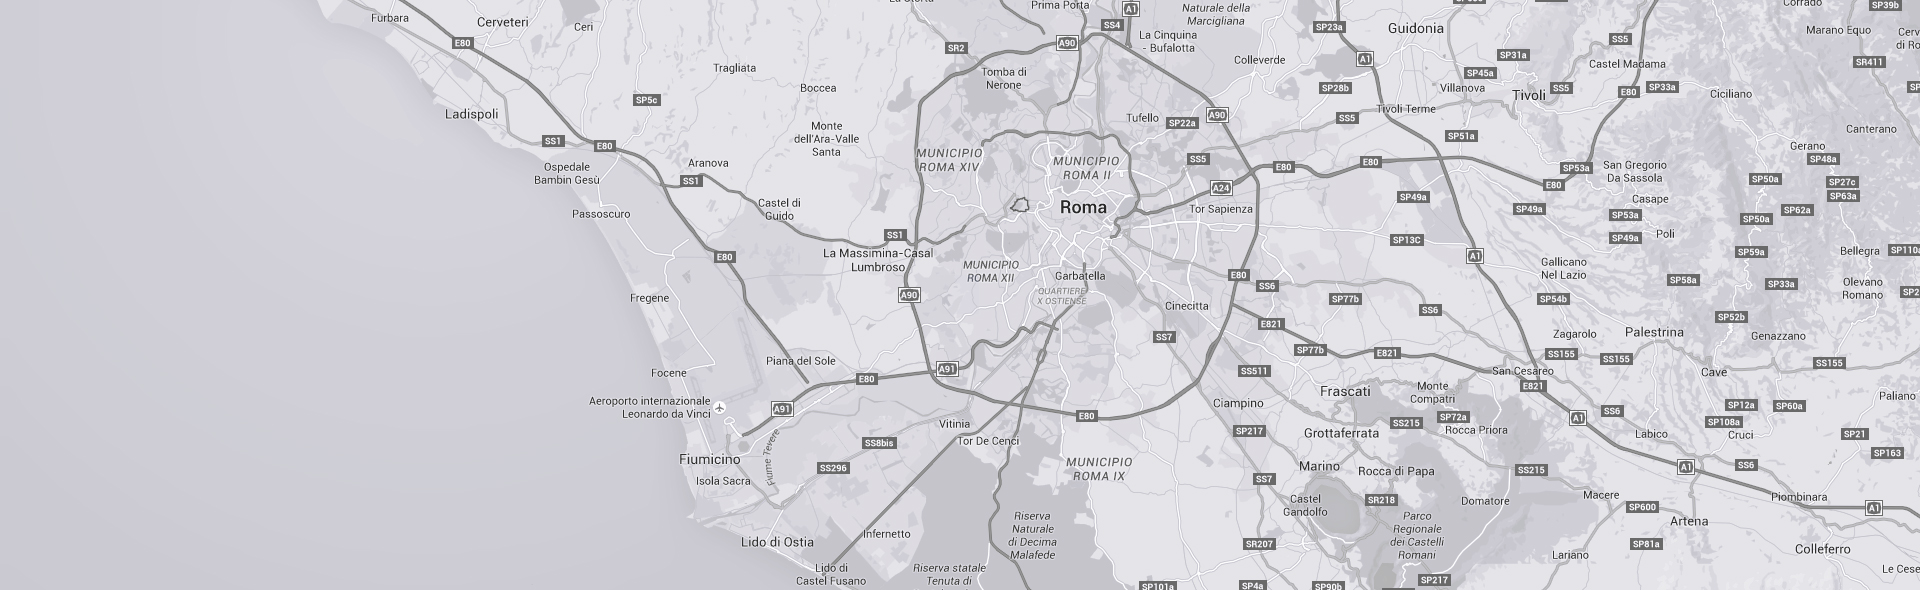 La Storta
Prima Porta
A1
Naturale della
Marcigliana
SP23a
Corrado
SP39b
Furbara
Cerveteri
Ceri
SS4
Guidonia
Marano Equo
E80
SR2
A90
La Cinquina
- Bufalotta
SS5
Tragliata
Tomba di
Nerone
Colleverde
A1
SP31a
Castel Madama
SR411
Boccea
SP45a
SP28b
Villanova
Tivoli
SS5
E80
SP33a
Ciciliano
SP5c
Ladispoli
Tivoli Terme
A90
Tufello
SP22a
SS5
Canterano
Monte
dell'Ara-Valle
Santa
SP51a
SS1
E80
Gerano
SP48a
Aranova
MUNICIPIO
ROMA XIV
MUNICIPIO
ROMA II
SS5
E80
E80
SP53a
San Gregorio
Da Sassola
Ospedale
Bambin Gesù
SS1
A24
E80
SP50a
SP27c
SP49a
SP63a
Casape
Passoscuro
Castel di
Guido
Roma
Tor Sapienza
SP49a
SP53a
SP62a
SP50a
SS1
SP13C
SP49a
Poli
La Massimina-Casal
Lumbroso
E80
A1
SP59a
Bellegra
SP110a
MUNICIPIO
ROMA XII
Garbatella
E80
Gallicano
Nel Lazio
SP58a
SP33a
Olevano
Romano
SS6
Fregene
A90
QUARTIERE
X OSTIENSE
Cinecitta
SP77b
SS6
SP54b
SP52b
E821
Zagarolo
Palestrina
Genazzano
SS7
SP77b
E821
SS155
SS155
SS155
Piana del Sole
Focene
E80
A91
SS511
San Cesareo
Cave
E821
Frascati
Monte
Compatri
Paliano
Aeroporto internazionale
Leonardo da Vinci
A91
E80
Ciampino
SP72a
A1
SS6
SP12a
SP60a
Vitinia
SP217
SS215
Rocca Priora
SP108a
Labico
Cruci
SP21
Grottaferrata
SS8bis
Tor De Cenci
Fiume Tevere
Fiumicino
SS296
MUNICIPIO
ROMA IX
Marino
Rocca di Papa
SS215
A1
SS6
SP163
Isola Sacra
SS7
Castel
Gandolfo
SR218
Domatore
Macere
SP600
Piombinara
A1
Riserva
Naturale
di Decima
Malafede
Parco
Regionale
dei Castelli
Romani
Artena
Infernetto
Lido di Ostia
SR207
SP81a
Lariano
Colleferro
Lido di
Castel Fusano
Riserva statale
Tenuta di
SP101a
SP4a
SP90b
SP217
Le Cese